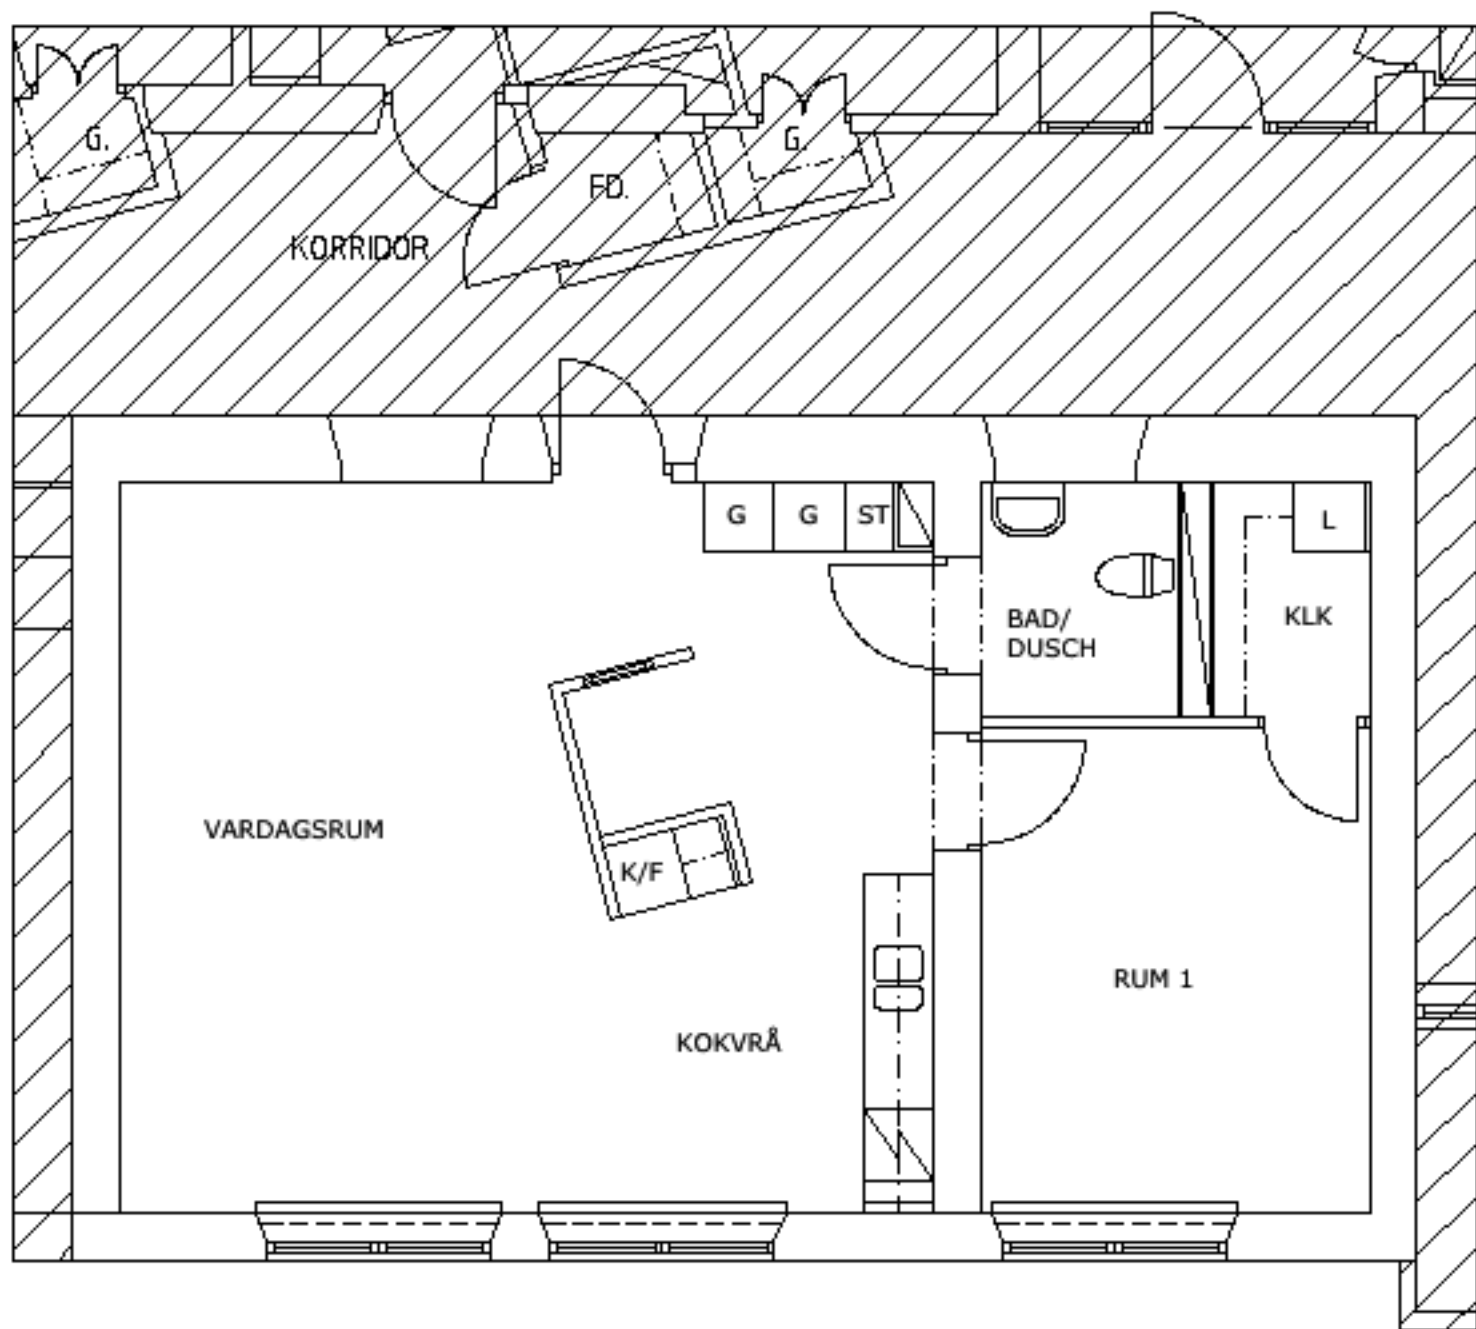 G.
G.
FD.
KORRIDOR
G
G
ST
L
BAD/
DUSCH
KLK
VARDAGSRUM
K/F
RUM 1
KOKVRÅ